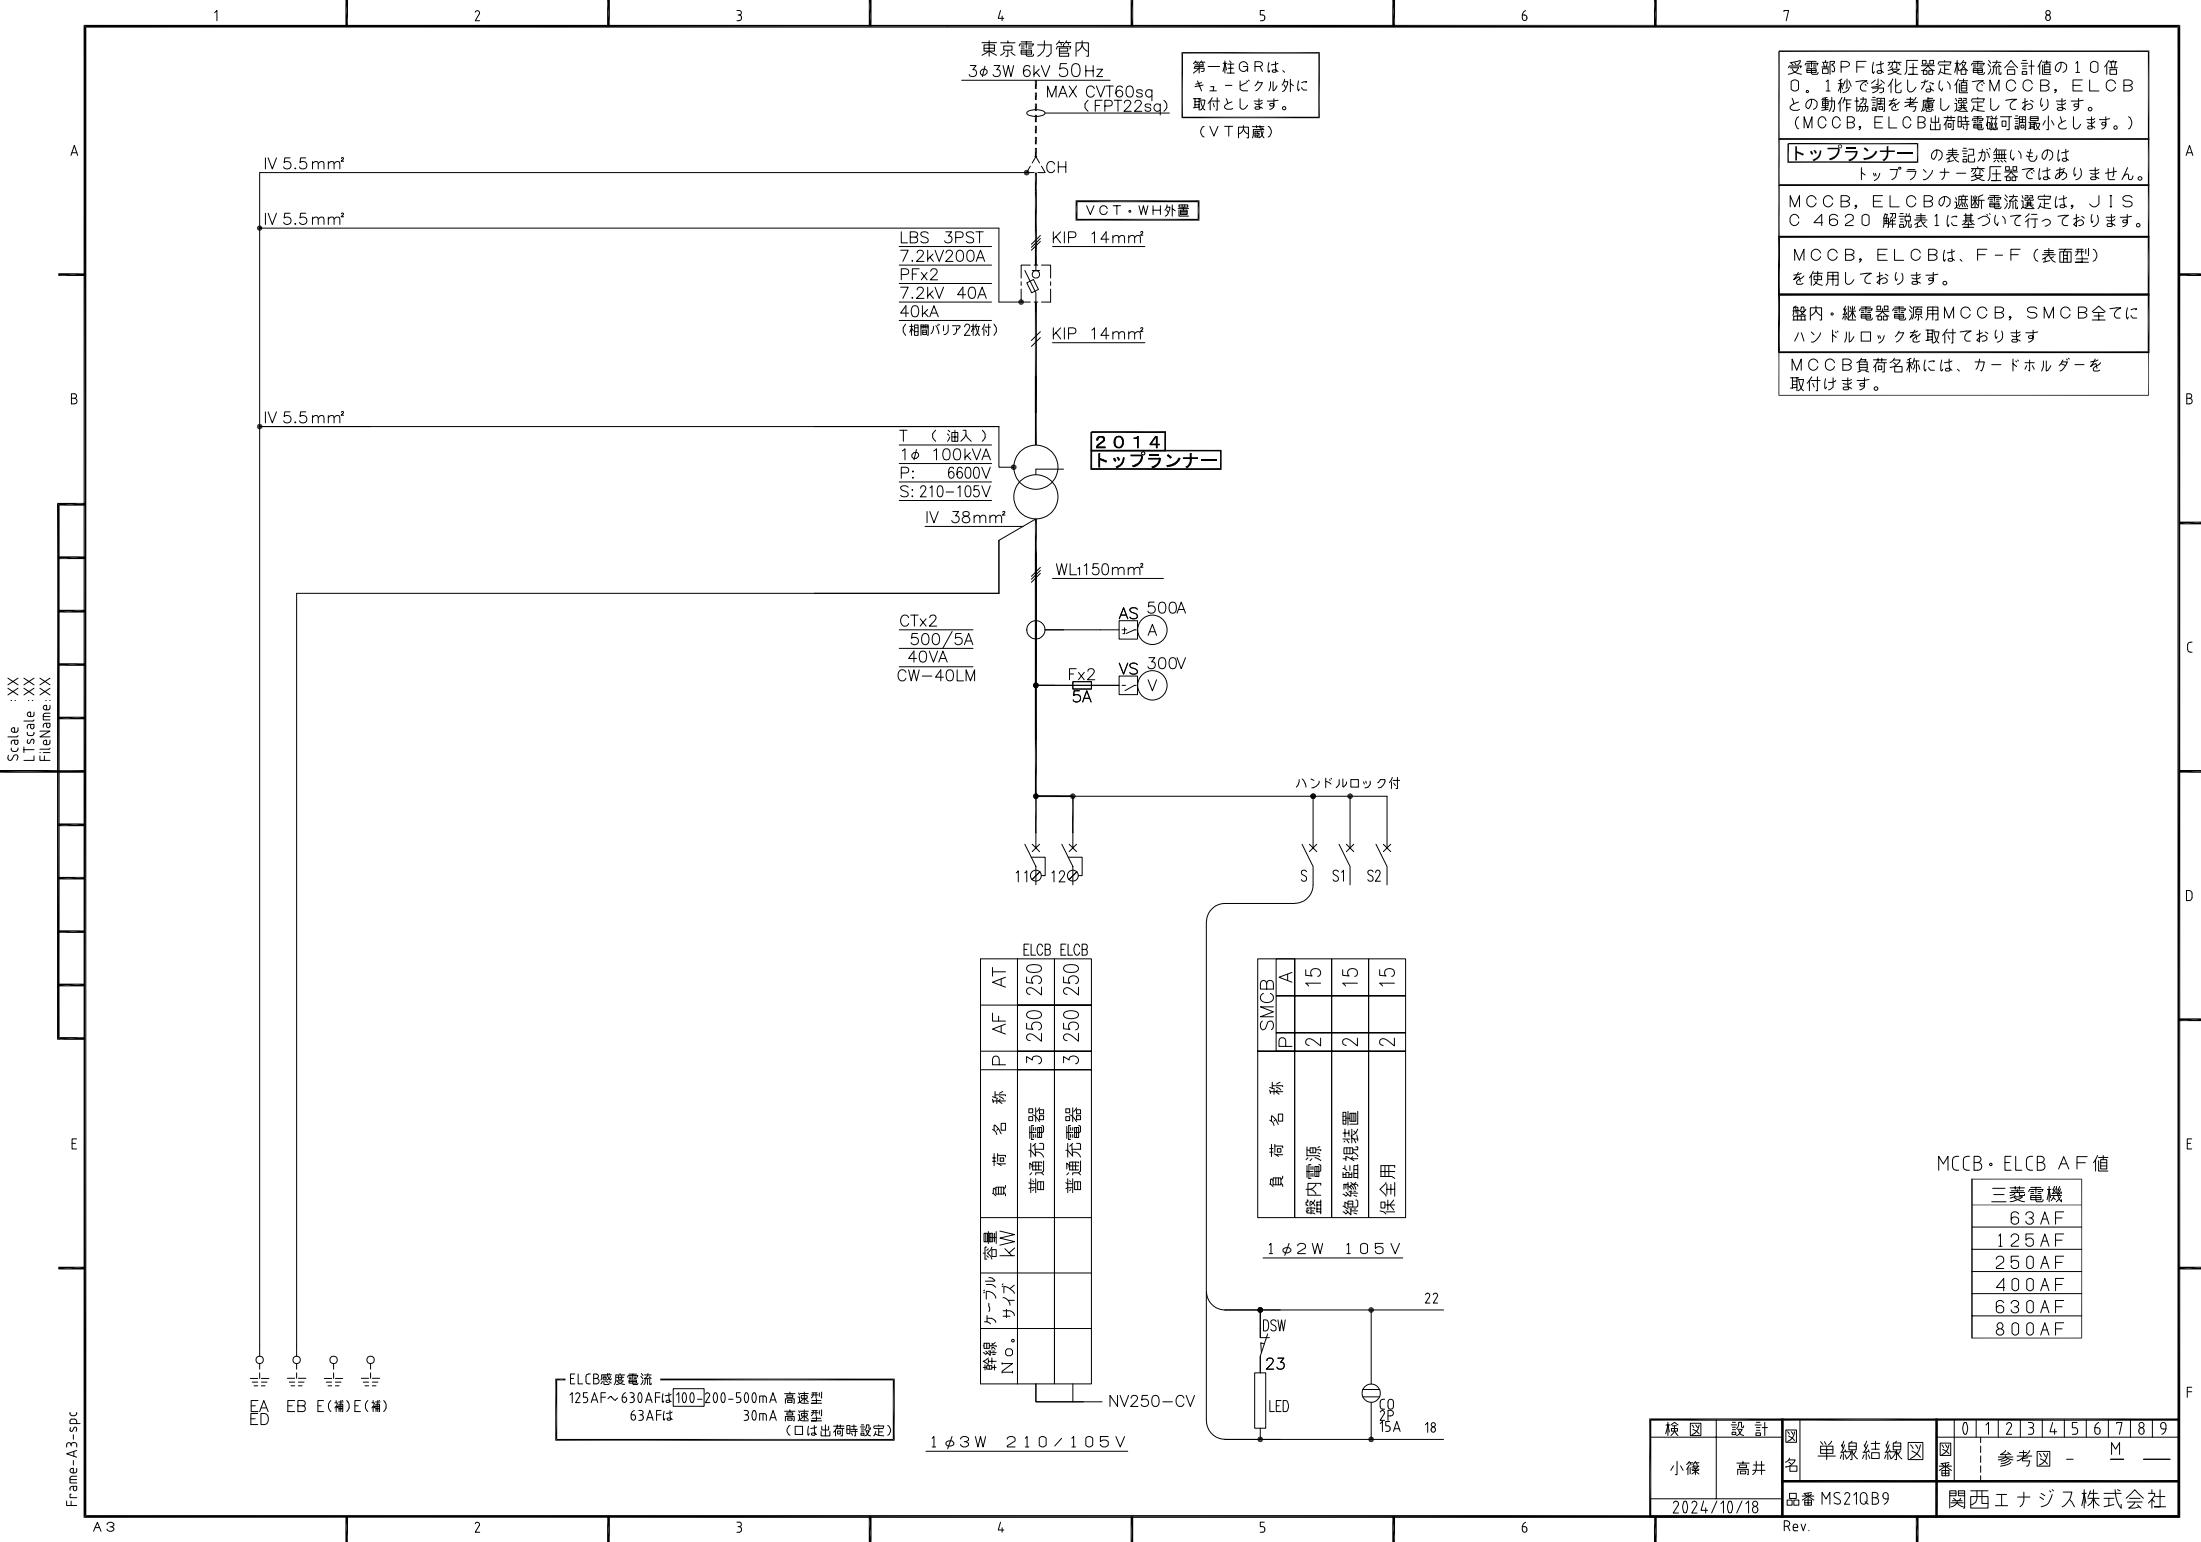 1 2 3 4 5 6 7 8
東京電力管内
3φ3W 6kV 50Hz
MAX CVT60sq
(FPT22sq)
第一柱GRは、
キュービクル外に
取付とします。
(VT内蔵)
受電部PFは変圧器定格電流合計値の10倍
0.1秒で劣化しない値でMCCB,ELCB
との動作協調を考慮し選定しております。
(MCCB,ELCB出荷時電磁可調最小とします。)
トップランナー の表記が無いものは
トップランナー変圧器ではありません。
MCCB,ELCBの遮断電流選定は,JIS
C 4620 解説表1に基づいて行っております。
MCCB,ELCBは、F-F(表面型)
を使用しております。
盤内・継電器電源用MCCB,SMCB全てに
ハンドルロックを取付ております
MCCB負荷名称には、カードホルダーを
取付けます。
A
A
IV 5.5mm²
CH
IV 5.5mm²
VCT・WH外置
LBS 3PST
7.2kV200A
PFx2
7.2kV 40A
40kA
(相間バリア2枚付)
KIP 14mm²
KIP 14mm²
B
B
IV 5.5mm²
T (油入)
1φ 100kVA
P: 6600V
S: 210-105V
2014
トップランナー
IV 38mm²
WL1150mm²
CTx2
500/5A
40VA
CW-40LM
AS 500A
A
Fx2
5A
VS 300V
V
C
Scale :XX
LTscale :XX
FileName:XX
ハンドルロック付
11 12
S S1 S2
D
ELCB ELCB
AT 250 250
AF 250 250
P 3 3
負荷名称 普通充電器 普通充電器
容量
kW
ケーブル
サイズ
幹線
No.
NV250-CV
1φ3W 210/105V
SMCB
A 15 15 15
P 2 2 2
負荷名称 盤内電源 絶縁監視装置 保全用
1φ2W 105V
E
E
MCCB・ELCB AF値
三菱電機
63AF
125AF
250AF
400AF
630AF
800AF
22
DSW
23
LED
CO
2P
15A
18
EA
ED
EB E(補) E(補)
ELCB感度電流
125AF~630AFは100-200-500mA 高速型
63AFは 30mA 高速型
(口は出荷時設定)
F
Frame-A3-spc
検図 設計
小篠 高井
2024/10/18
図名 単線結線図
品番 MS21QB9
図番
0 1 2 3 4 5 6 7 8 9
参考図 - M
関西エナジス株式会社
A3
2 3 4 5 6
Rev.